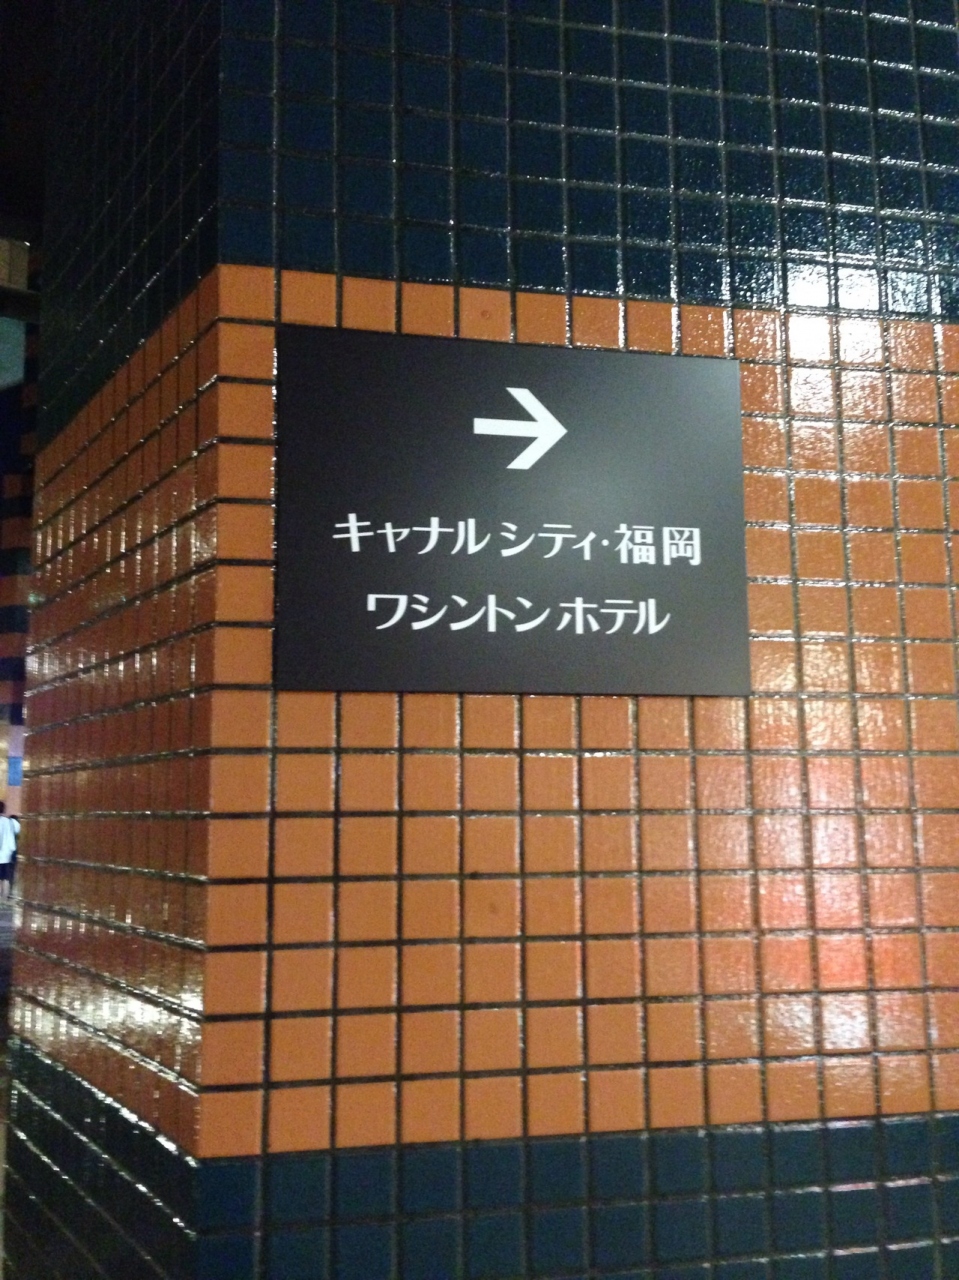 →
キャナルシティ・福岡
ワシントンホテル